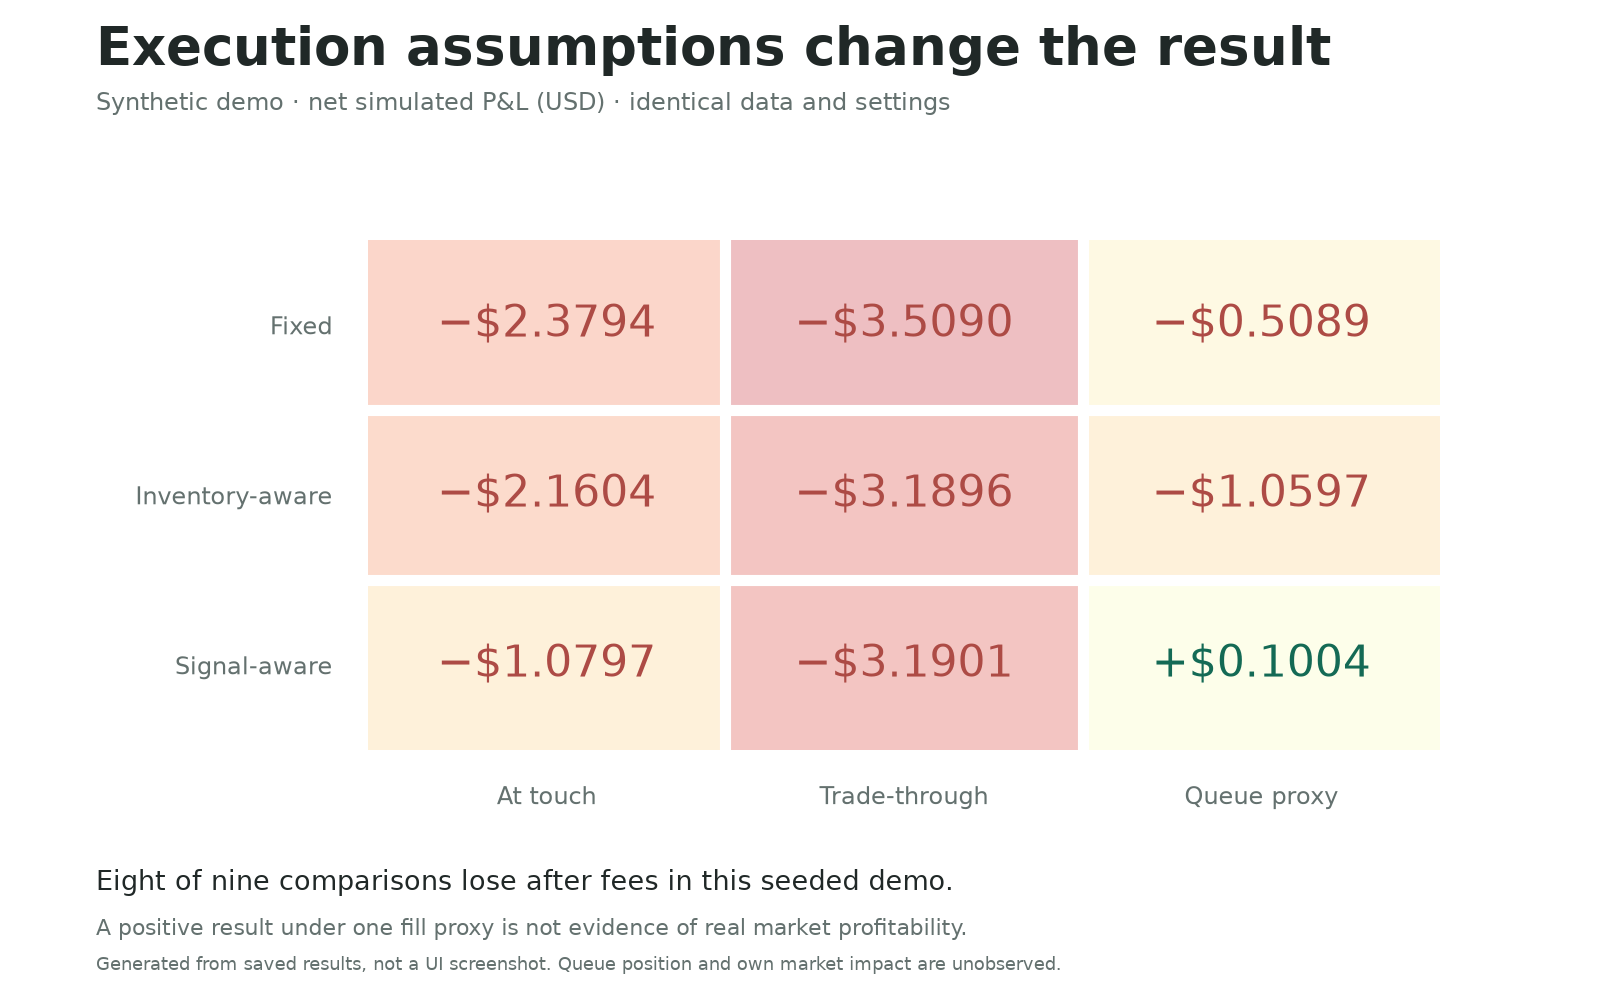 Execution assumptions change the result
Synthetic demo · net simulated P&L (USD) · identical data and settings
Fixed −$2.3794 −$3.5090 −$0.5089
Inventory-aware −$2.1604 −$3.1896 −$1.0597
Signal-aware −$1.0797 −$3.1901 +$0.1004
At touch Trade-through Queue proxy
Eight of nine comparisons lose after fees in this seeded demo.
A positive result under one fill proxy is not evidence of real market profitability.
Generated from saved results, not a UI screenshot. Queue position and own market impact are unobserved.